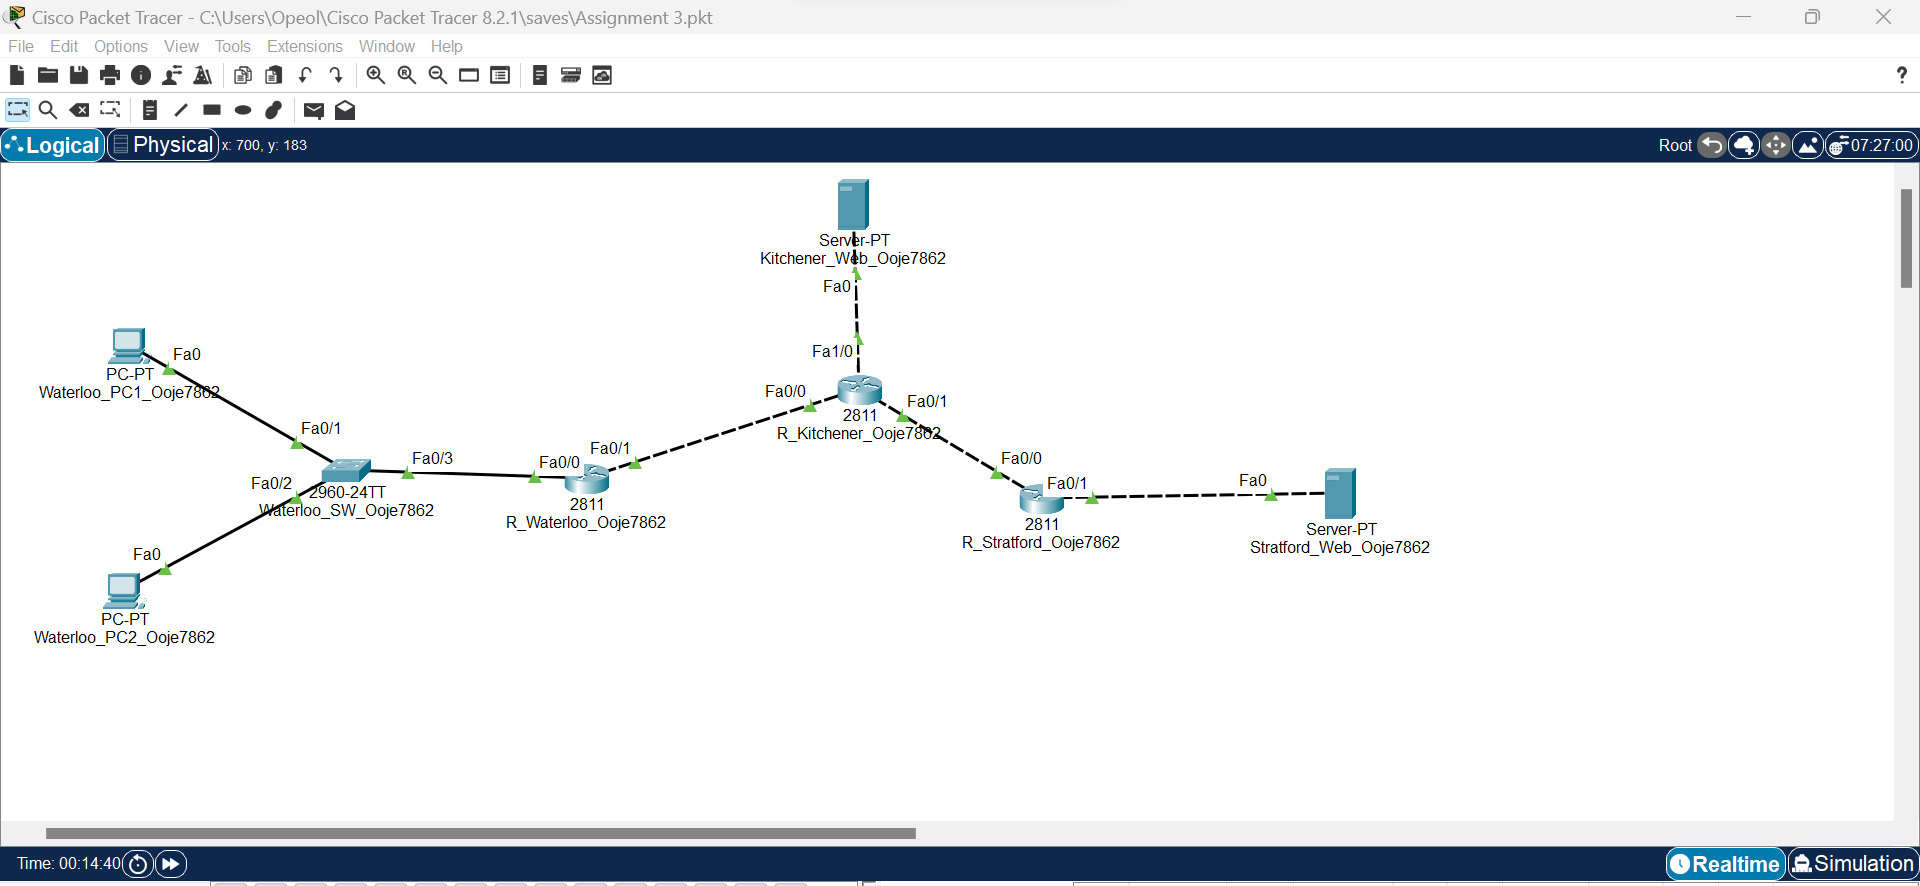 Cisco Packet Tracer - C:\Users\Opeol\Cisco Packet Tracer 8.2.1\saves\Assignment 3.pkt
File Edit Options View Tools Extensions Window Help
?
Logical Physical x: 700, y: 183 Root 07:27:00
Server-PT
Kitchener_Web_Ooje7862
Fa0
Fa1/0
Fa0
PC-PT
Waterloo_PC1_Ooje7862
Fa0/0
Fa0/1
2811
R_Kitchener_Ooje7862
Fa0/1
Fa0/3
Fa0/0
Fa0/1
Fa0/2
2960-24TT
Waterloo_SW_Ooje7862
2811
R_Waterloo_Ooje7862
Fa0/0
Fa0/1
2811
R_Stratford_Ooje7862
Fa0
Server-PT
Stratford_Web_Ooje7862
Fa0
PC-PT
Waterloo_PC2_Ooje7862
Time: 00:14:40 Realtime Simulation